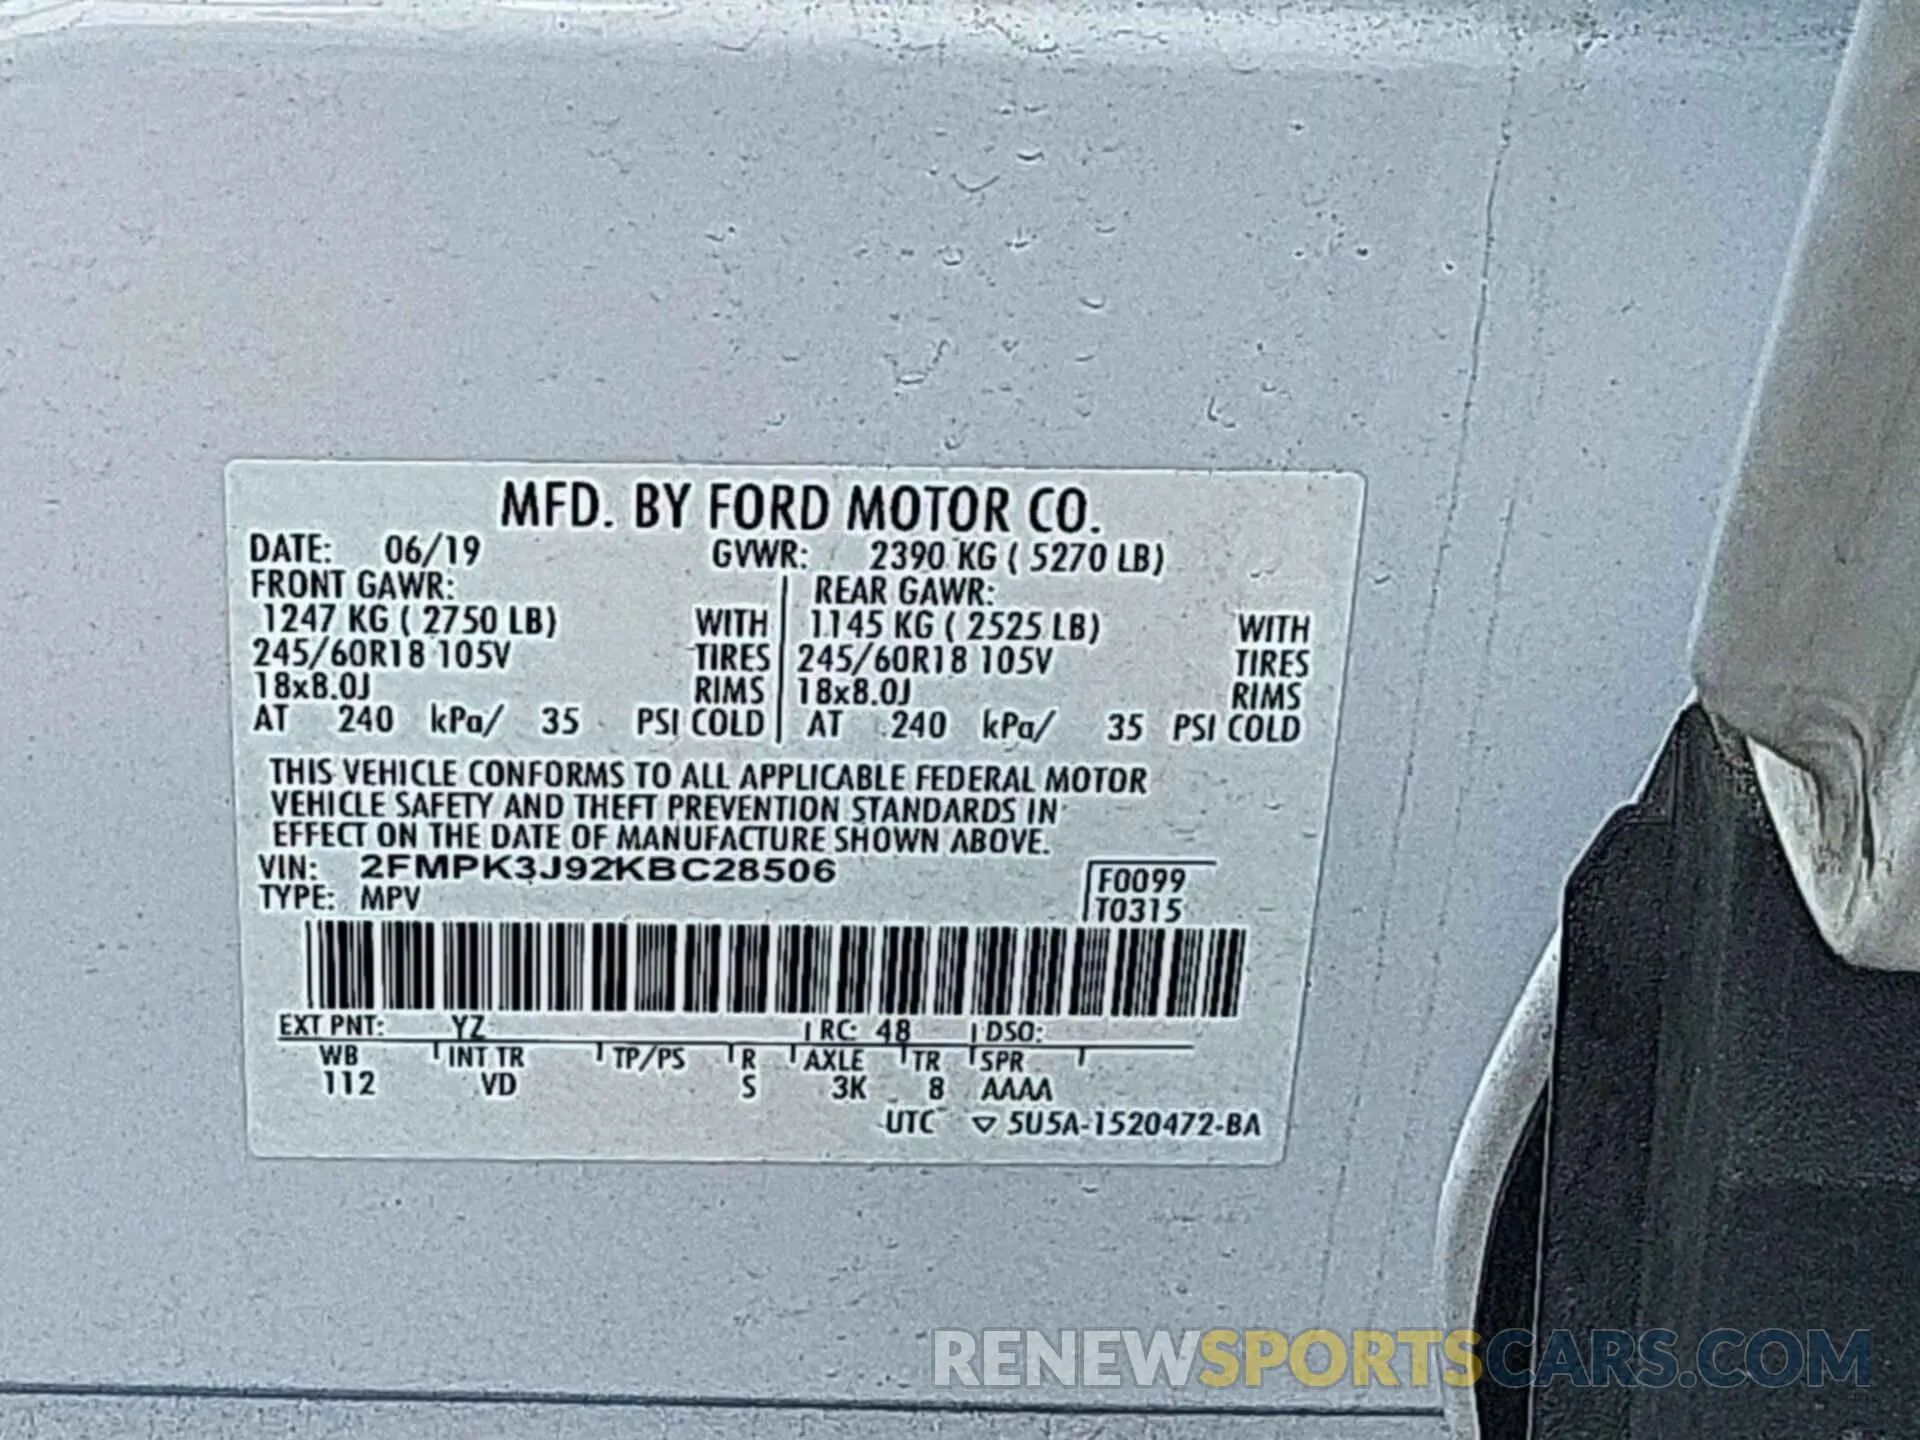 MFD. BY FORD MOTOR CO.
DATE: 06/19 GVWR: 2390 KG ( 5270 LB)
FRONT GAWR: REAR GAWR:
1247 KG ( 2750 LB) WITH 1145 KG ( 2525 LB) WITH
245/60R18 105V TIRES 245/60R18 105V TIRES
18x8.0J RIMS 18x8.0J RIMS
AT 240 kPa/ 35 PSI COLD AT 240 kPa/ 35 PSI COLD
THIS VEHICLE CONFORMS TO ALL APPLICABLE FEDERAL MOTOR
VEHICLE SAFETY AND THEFT PREVENTION STANDARDS IN
EFFECT ON THE DATE OF MANUFACTURE SHOWN ABOVE.
VIN: 2FMPK3J92KBC28506
TYPE: MPV
F0099
T0315
EXT PNT: YZ RC: 48 DSO:
WB INT TR TP/PS R AXLE TR SPR
112 VD S 3K 8 AAAA
UTC ▽ 5U5A-1520472-BA
RENEWSPORTSCARS.COM